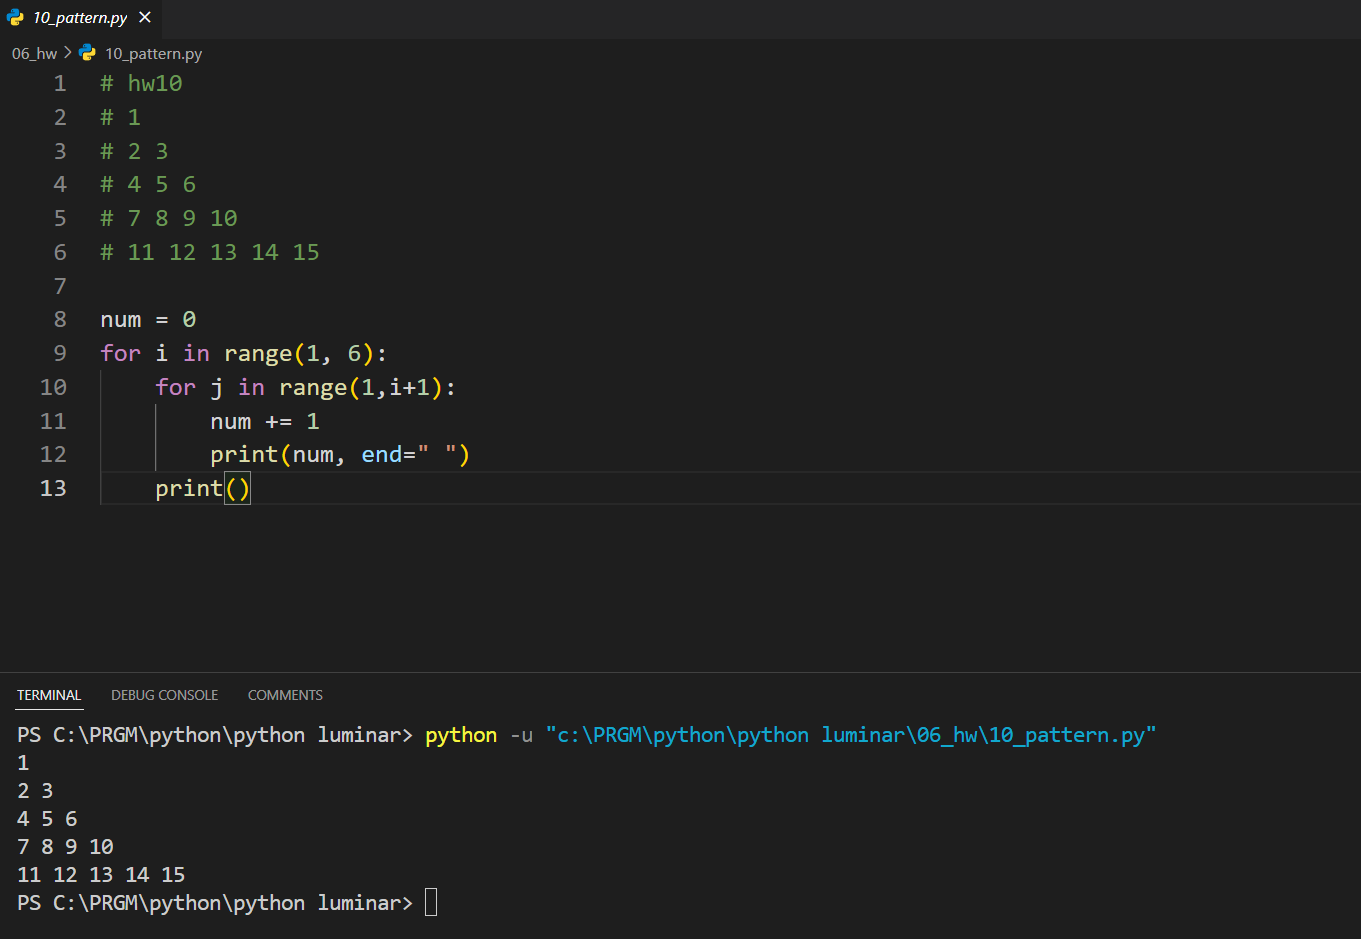 10_pattern.py
06_hw > 10_pattern.py
1 # hw10
2 # 1
3 # 2 3
4 # 4 5 6
5 # 7 8 9 10
6 # 11 12 13 14 15
7
8 num = 0
9 for i in range(1, 6):
10     for j in range(1,i+1):
11         num += 1
12         print(num, end=" ")
13     print()
TERMINAL DEBUG CONSOLE COMMENTS
PS C:\PRGM\python\python luminar> python -u "c:\PRGM\python\python luminar\06_hw\10_pattern.py"
1
2 3
4 5 6
7 8 9 10
11 12 13 14 15
PS C:\PRGM\python\python luminar>